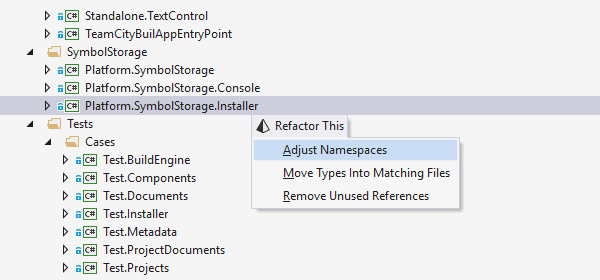 C# Standalone.TextControl
C# TeamCityBuilAppEntryPoint
SymbolStorage
C# Platform.SymbolStorage
C# Platform.SymbolStorage.Console
C# Platform.SymbolStorage.Installer
Tests
Refactor This
Cases
Adjust Namespaces
C# Test.BuildEngine
Move Types Into Matching Files
C# Test.Components
Remove Unused References
C# Test.Documents
C# Test.Installer
C# Test.Metadata
C# Test.ProjectDocuments
C# Test.Projects